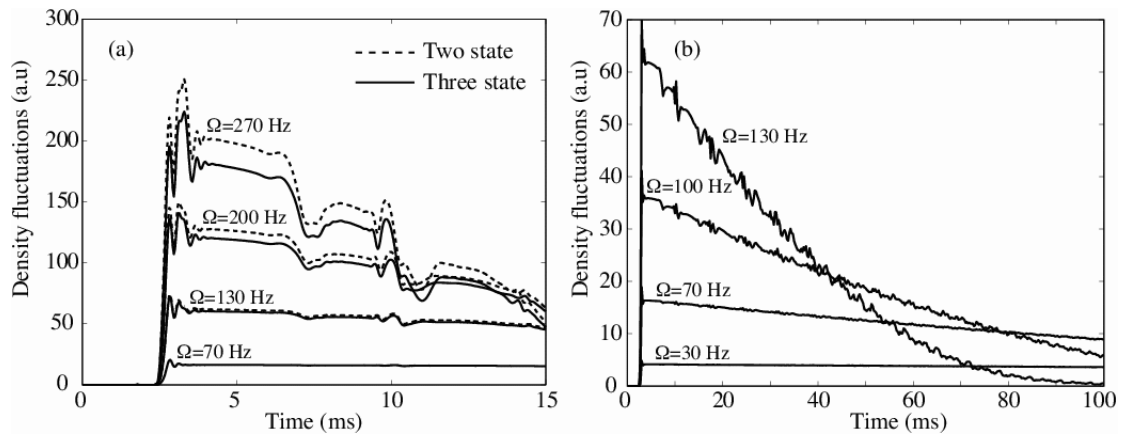 300
250
200
150
100
50
0
Density fluctuations (a.u)
(a)
Two state
Three state
Ω=270 Hz
Ω=200 Hz
Ω=130 Hz
Ω=70 Hz
0
5
10
15
Time (ms)
70
60
50
40
30
20
10
0
Density fluctuations (a.u)
(b)
Ω=130 Hz
Ω=100 Hz
Ω=70 Hz
Ω=30 Hz
0
20
40
60
80
100
Time (ms)